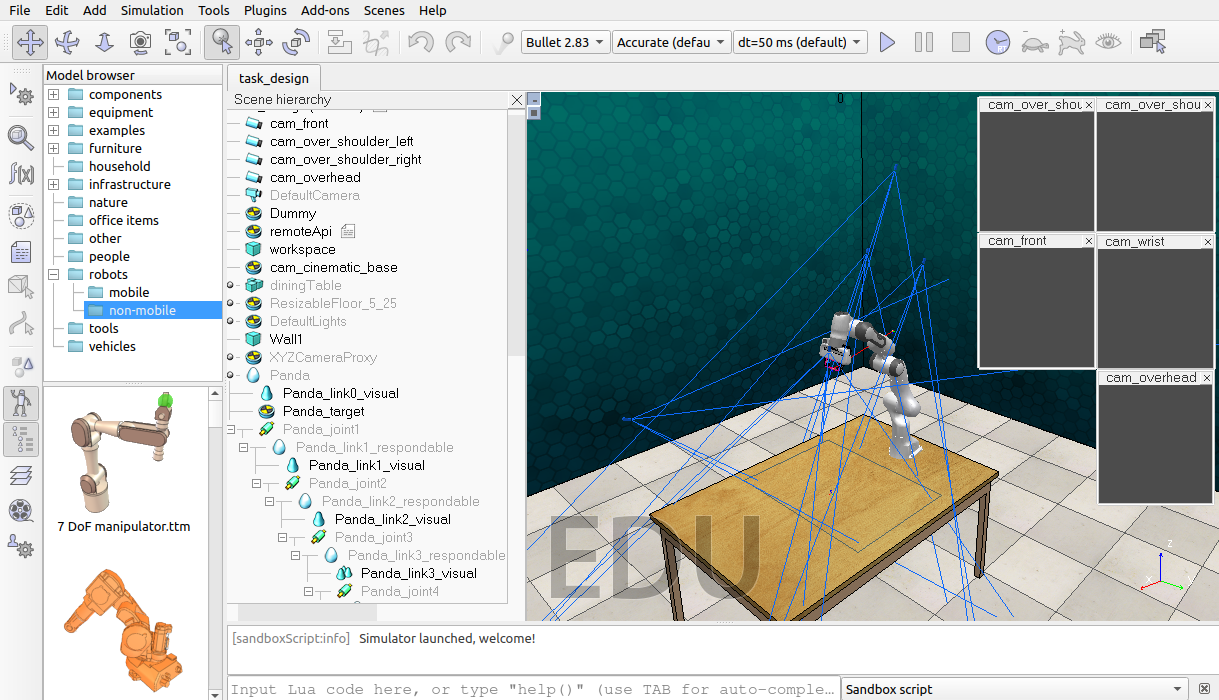 File Edit Add Simulation Tools Plugins Add-ons Scenes Help
Bullet 2.83 Accurate (defau dt=50 ms (default) RT
Model browser
components
equipment
examples
furniture
household
infrastructure
nature
office items
other
people
robots
mobile
non-mobile
tools
vehicles
7 DoF manipulator.ttm
task_design
Scene hierarchy
cam_front
cam_over_shoulder_left
cam_over_shoulder_right
cam_overhead
DefaultCamera
Dummy
remoteApi
workspace
cam_cinematic_base
diningTable
ResizableFloor_5_25
DefaultLights
Wall1
XYZCameraProxy
Panda
Panda_link0_visual
Panda_target
Panda_joint1
Panda_link1_respondable
Panda_link1_visual
Panda_joint2
Panda_link2_respondable
Panda_link2_visual
Panda_joint3
Panda_link3_respondable
Panda_link3_visual
Panda_joint4
0
cam_over_shou
cam_over_shou
cam_front
cam_wrist
cam_overhead
EDU
z
[sandboxScript:info] Simulator launched, welcome!
Input Lua code here, or type "help()" (use TAB for auto-comple...
Sandbox script